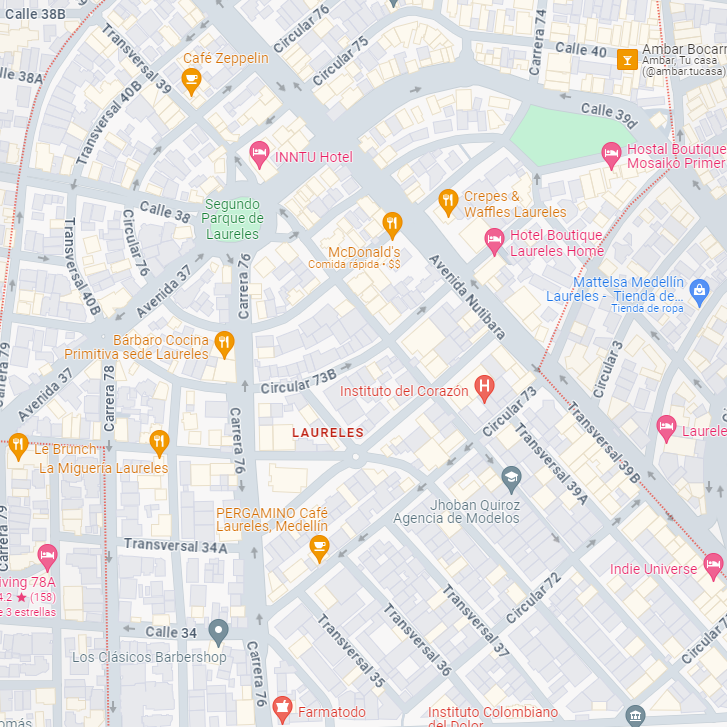 Calle 38B
Circular 76
Carrera 74
Calle 40
Ambar Bocarr
Ambar, Tu casa
(@ambar.tucasa)
Transversal 39
Circular 75
Café Zeppelin
alle 38A
Transversal 40B
Calle 39d
INNTU Hotel
Hostal Boutique
Mosaiko Primer
Segundo
Parque de
Laureles
Calle 38
Crepes &
Waffles Laureles
Circular 76
Transversal 40B
McDonald's
Comida rápida • $$
Hotel Boutique
Laureles Home
Avenida 37
Carrera 76
Avenida Nutibara
Mattelsa Medellín
Laureles - Tienda de...
Tienda de ropa
Bárbaro Cocina
Primitiva sede Laureles
Carrera 79
Avenida 37
Carrera 78
Circular 73B
Instituto del Corazón
Circular 3
Circular 73
Carrera 76
LAURELES
Laurele
Le Brunch
La Miguería Laureles
Transversal 39B
Transversal 39A
PERGAMINO Café
Laureles, Medellín
Jhoban Quiroz
Agencia de Modelos
Carrera 79
Transversal 34A
iving 78A
4.2 ★ (158)
e 3 estrellas
Indie Universe
Circular 72
Calle 34
Los Clásicos Barbershop
Carrera 76
Transversal 35
Transversal 36
Transversal 37
Circular 7
Farmatodo
Instituto Colombiano
del Dolor
omás